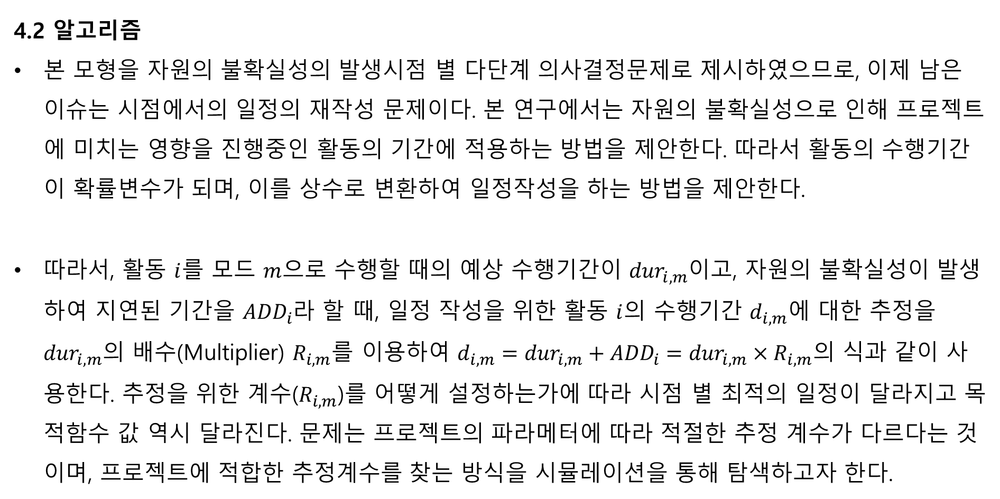 4.2 알고리즘
• 본 모형을 자원의 불확실성의 발생시점 별 다단계 의사결정문제로 제시하였으므로, 이제 남은
이슈는 시점에서의 일정의 재작성 문제이다. 본 연구에서는 자원의 불확실성으로 인해 프로젝트
에 미치는 영향을 진행중인 활동의 기간에 적용하는 방법을 제안한다. 따라서 활동의 수행기간
이 확률변수가 되며, 이를 상수로 변환하여 일정작성을 하는 방법을 제안한다.
• 따라서, 활동 i를 모드 m으로 수행할 때의 예상 수행기간이 dur_{i,m}이고, 자원의 불확실성이 발생
하여 지연된 기간을 ADD_i라 할 때, 일정 작성을 위한 활동 i의 수행기간 d_{i,m}에 대한 추정을
dur_{i,m}의 배수(Multiplier) R_{i,m}를 이용하여 d_{i,m} = dur_{i,m} + ADD_i = dur_{i,m} × R_{i,m}의 식과 같이 사
용한다. 추정을 위한 계수(R_{i,m})를 어떻게 설정하는가에 따라 시점 별 최적의 일정이 달라지고 목
적함수 값 역시 달라진다. 문제는 프로젝트의 파라메터에 따라 적절한 추정 계수가 다르다는 것
이며, 프로젝트에 적합한 추정계수를 찾는 방식을 시뮬레이션을 통해 탐색하고자 한다.